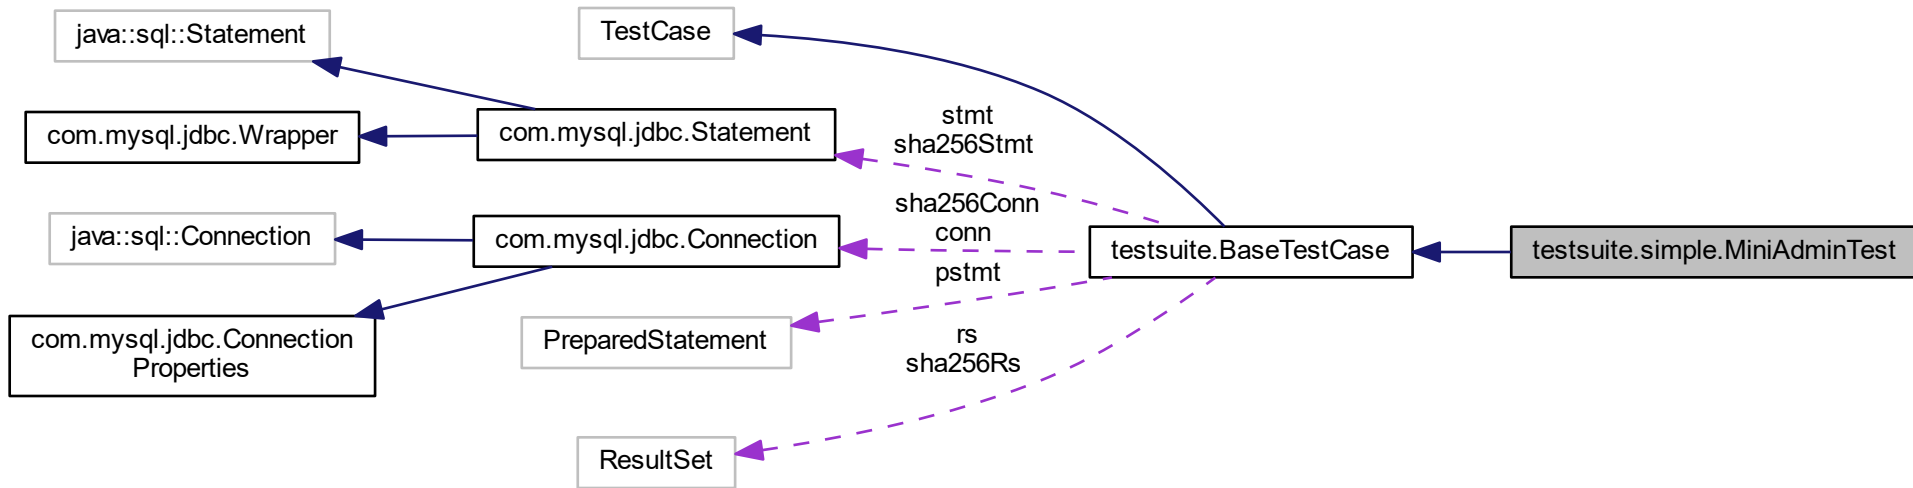 java::sql::Statement
TestCase
com.mysql.jdbc.Wrapper
com.mysql.jdbc.Statement
stmt
sha256Stmt
java::sql::Connection
com.mysql.jdbc.Connection
sha256Conn
conn
testsuite.BaseTestCase
testsuite.simple.MiniAdminTest
pstmt
com.mysql.jdbc.Connection
Properties
PreparedStatement
rs
sha256Rs
ResultSet